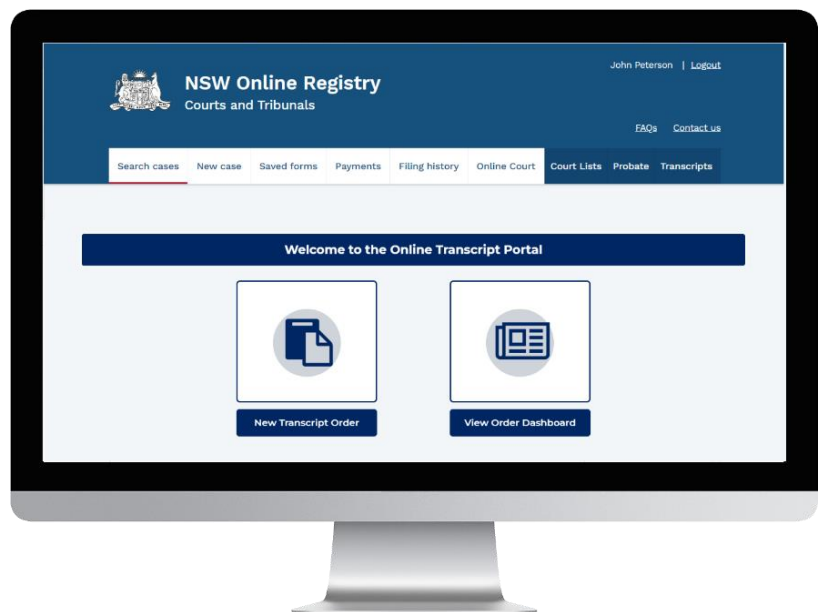 John Peterson | Logout
NSW Online Registry
Courts and Tribunals
FAQs Contact us
Search cases New case Saved forms Payments Filing history Online Court Court Lists Probate Transcripts
Welcome to the Online Transcript Portal
New Transcript Order View Order Dashboard